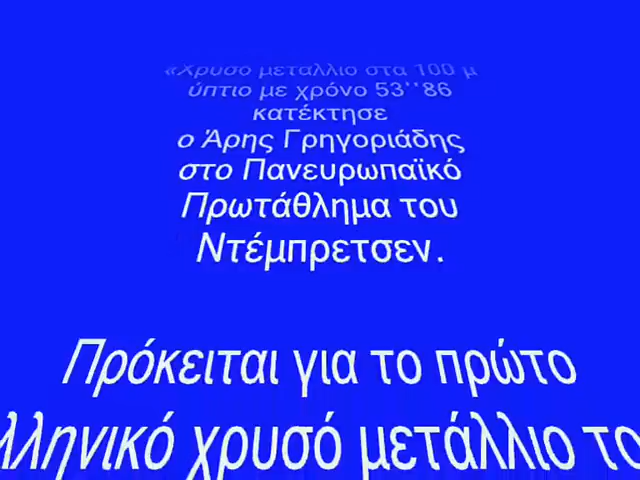 «Χρυσό μετάλλιο στα 100 μ
ύπτιο με χρόνο 53''86
κατέκτησε
ο Άρης Γρηγοριάδης
στο Πανευρωπαϊκό
Πρωτάθλημα του
Ντέμπρετσεν.
Πρόκειται για το πρώτο
λληνικό χρυσό μετάλλιο το